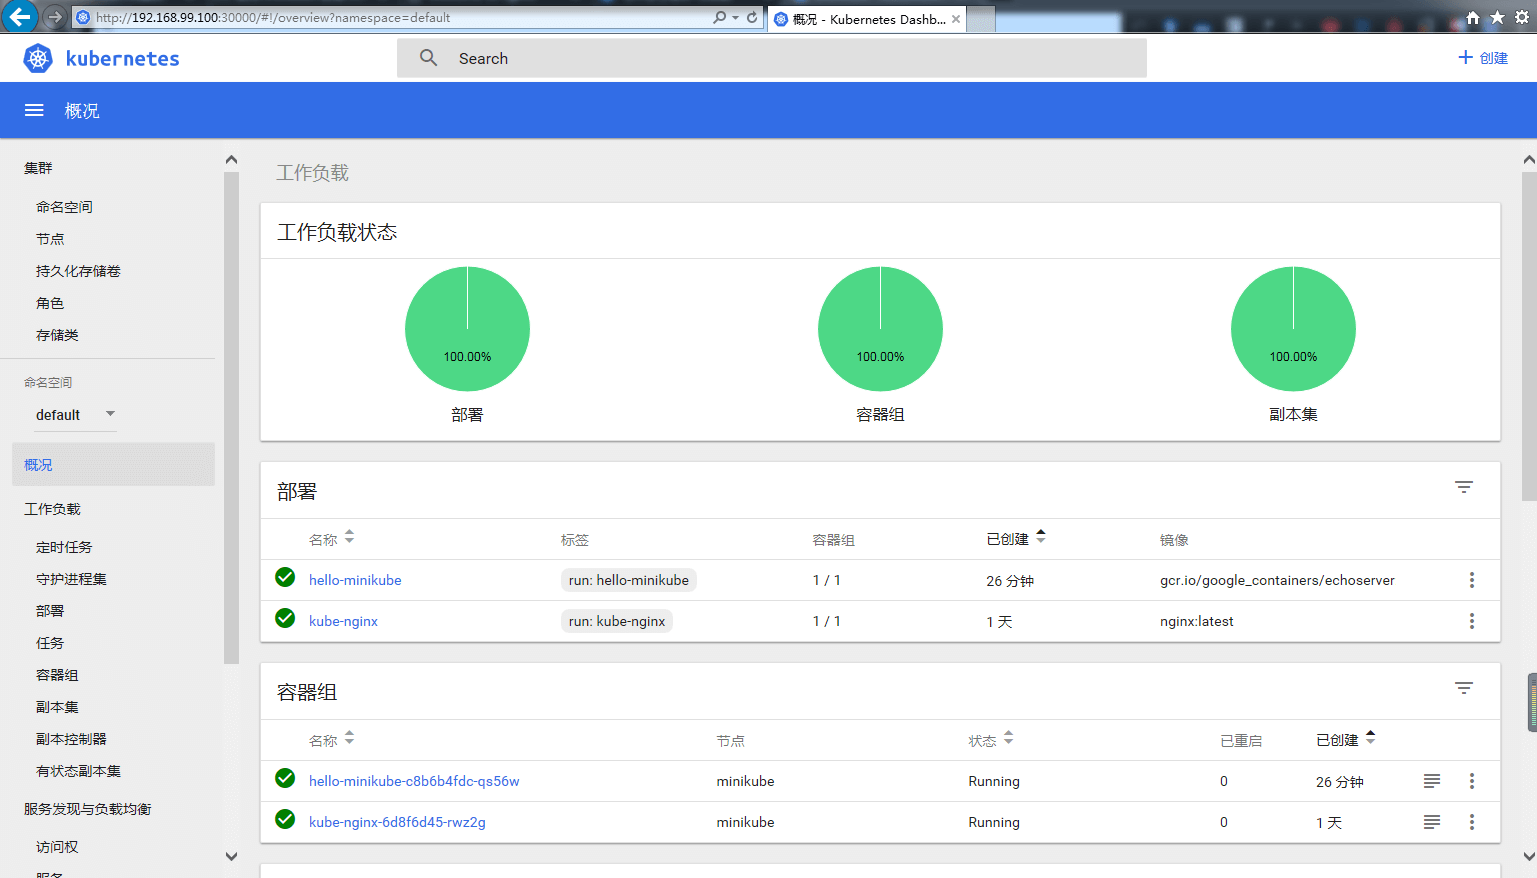 http://192.168.99.100:30000/#!/overview?namespace=default
概况 - Kubernetes Dashb...
kubernetes
Search
创建
概况
集群
命名空间
节点
持久化存储卷
角色
存储类
命名空间
default
概况
工作负载
定时任务
守护进程集
部署
任务
容器组
副本集
副本控制器
有状态副本集
服务发现与负载均衡
访问权
工作负载
工作负载状态
100.00% 100.00% 100.00%
部署 容器组 副本集
部署
名称 标签 容器组 已创建 镜像
hello-minikube run: hello-minikube 1 / 1 26 分钟 gcr.io/google_containers/echoserver
kube-nginx run: kube-nginx 1 / 1 1 天 nginx:latest
容器组
名称 节点 状态 已重启 已创建
hello-minikube-c8b6b4fdc-qs56w minikube Running 0 26 分钟
kube-nginx-6d8f6d45-rwz2g minikube Running 0 1 天